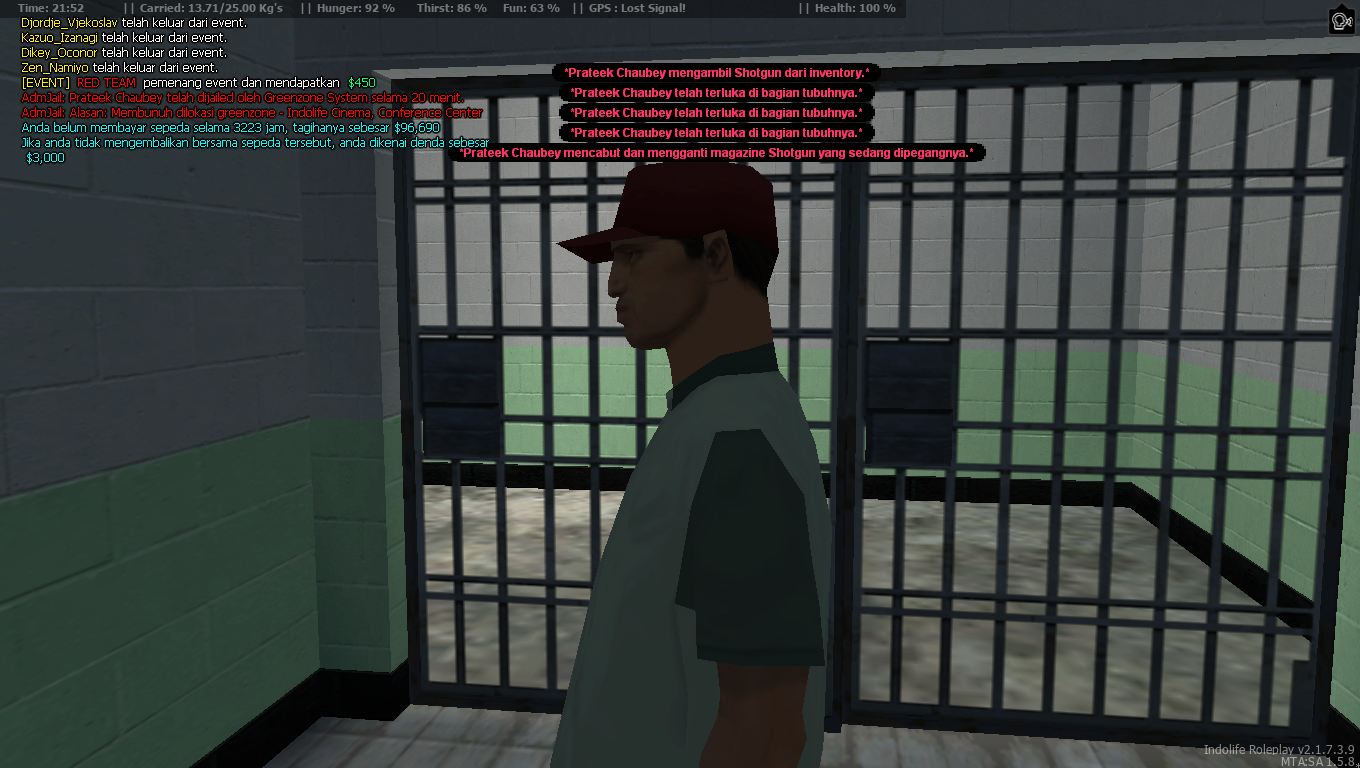 Time: 21:52 || Carried: 13.71/25.00 Kg's || Hunger: 92 % Thirst: 86 % Fun: 63 % || GPS : Lost Signal! || Health: 100 %
Djordje_Vjekoslav telah keluar dari event.
Kazuo_Izanagi telah keluar dari event.
Dikey_Oconor telah keluar dari event.
Zen_Namiyo telah keluar dari event.
[EVENT] RED TEAM pemenang event dan mendapatkan $450
AdmJail: Prateek Chaubey telah dijailed oleh Greenzone System selama 20 menit.
AdmJail: Alasan: Membunuh dilokasi greenzone - Indolife Cinema, Conference Center
Anda belum membayar sepeda selama 3223 jam, tagihanya sebesar $96,690
Jika anda tidak mengembalikan bersama sepeda tersebut, anda dikenai denda sebesar
$3,000
*Prateek Chaubey mengambil Shotgun dari inventory.*
*Prateek Chaubey telah terluka di bagian tubuhnya.*
*Prateek Chaubey telah terluka di bagian tubuhnya.*
*Prateek Chaubey telah terluka di bagian tubuhnya.*
*Prateek Chaubey mencabut dan mengganti magazine Shotgun yang sedang dipegangnya.*
Indolife Roleplay v2.1.7.3.9
MTA:SA 1.5.8